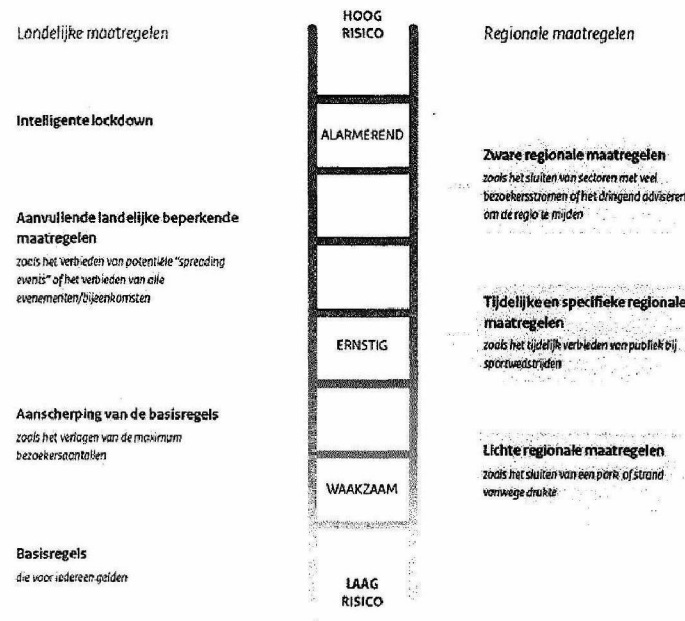 Landelijke maatregelen
Intelligente lockdown
Aanvullende landelijke beperkende
maatregelen
zoals het verbieden van potentiële "spreading
events" of het verbieden van alle
evenementen/bijeenkomsten
Aanscherping van de basisregels
zoals het verlagen van de maximum
bezoekersaantallen
Basisregels
die voor iedereen gelden
HOOG
RISICO
ALARMEREND
ERNSTIG
WAAKZAAM
LAAG
RISICO
Regionale maatregelen
Zware regionale maatregelen
zoals het sluiten van sectoren met veel
bezoekersstromen of het dringend adviseren
om de regio te mijden
Tijdelijke en specifieke regionale
maatregelen
zoals het tijdelijk verbieden van publiek bij
sportwedstrijden
Lichte regionale maatregelen
zoals het sluiten van een park of strand
vanwege drukte